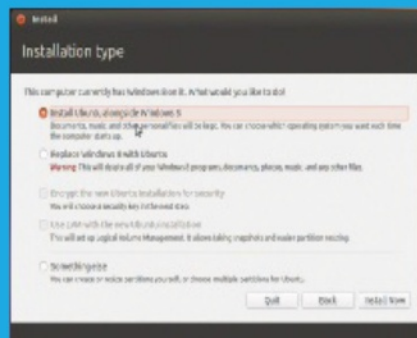 Install
Installation type
This computer currently has Windows on it. What would you like to do?
Install Ubuntu alongside Windows 8
Documents, music, and other personal files will be kept. You can choose which operating system you want each time
the computer starts up.
Replace Windows 8 with Ubuntu
Warning: This will delete all of your Windows 8 programs, documents, photos, music, and any other files.
Encrypt the new Ubuntu installation for security
You will choose a security key in the next step.
Use LVM with the new Ubuntu installation
This will set up Logical Volume Management. It allows taking snapshots and easier partition resizing.
Something else
You can create or resize partitions yourself, or choose multiple partitions for Ubuntu.
Quit
Back
Install Now